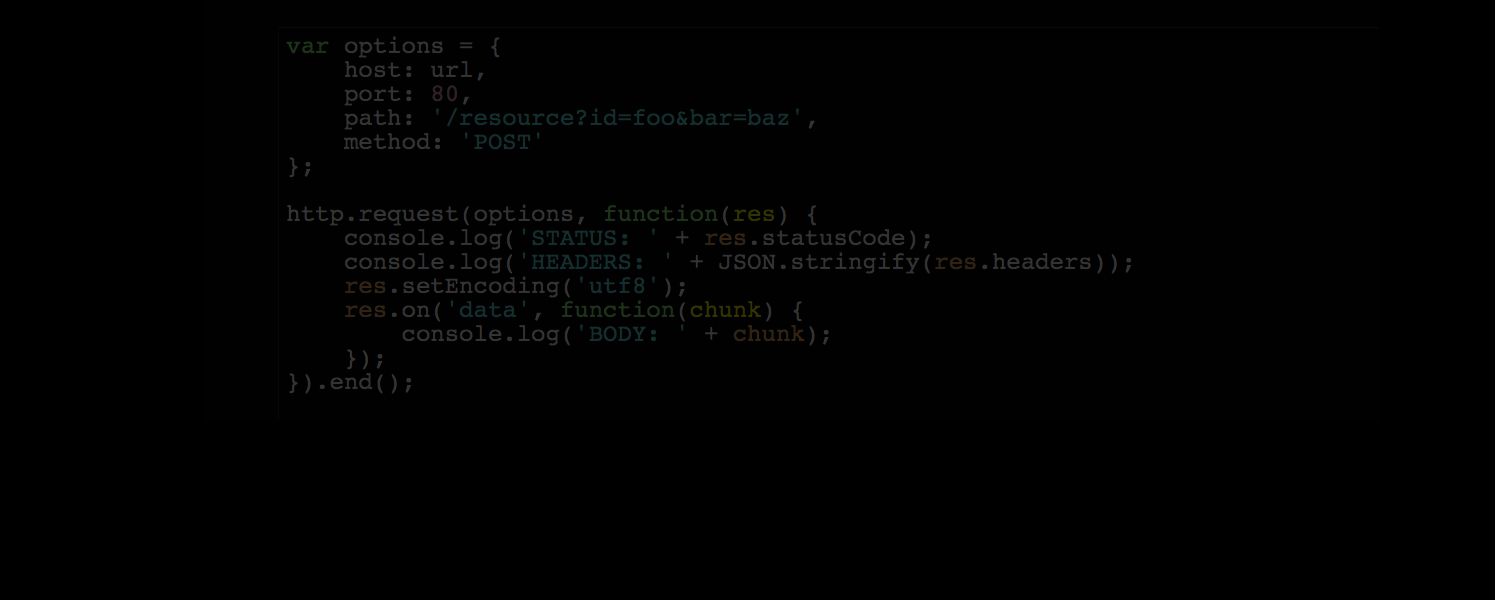 var options = {
    host: url,
    port: 80,
    path: '/resource?id=foo&bar=baz',
    method: 'POST'
};

http.request(options, function(res) {
    console.log('STATUS: ' + res.statusCode);
    console.log('HEADERS: ' + JSON.stringify(res.headers));
    res.setEncoding('utf8');
    res.on('data', function(chunk) {
        console.log('BODY: ' + chunk);
    });
}).end();